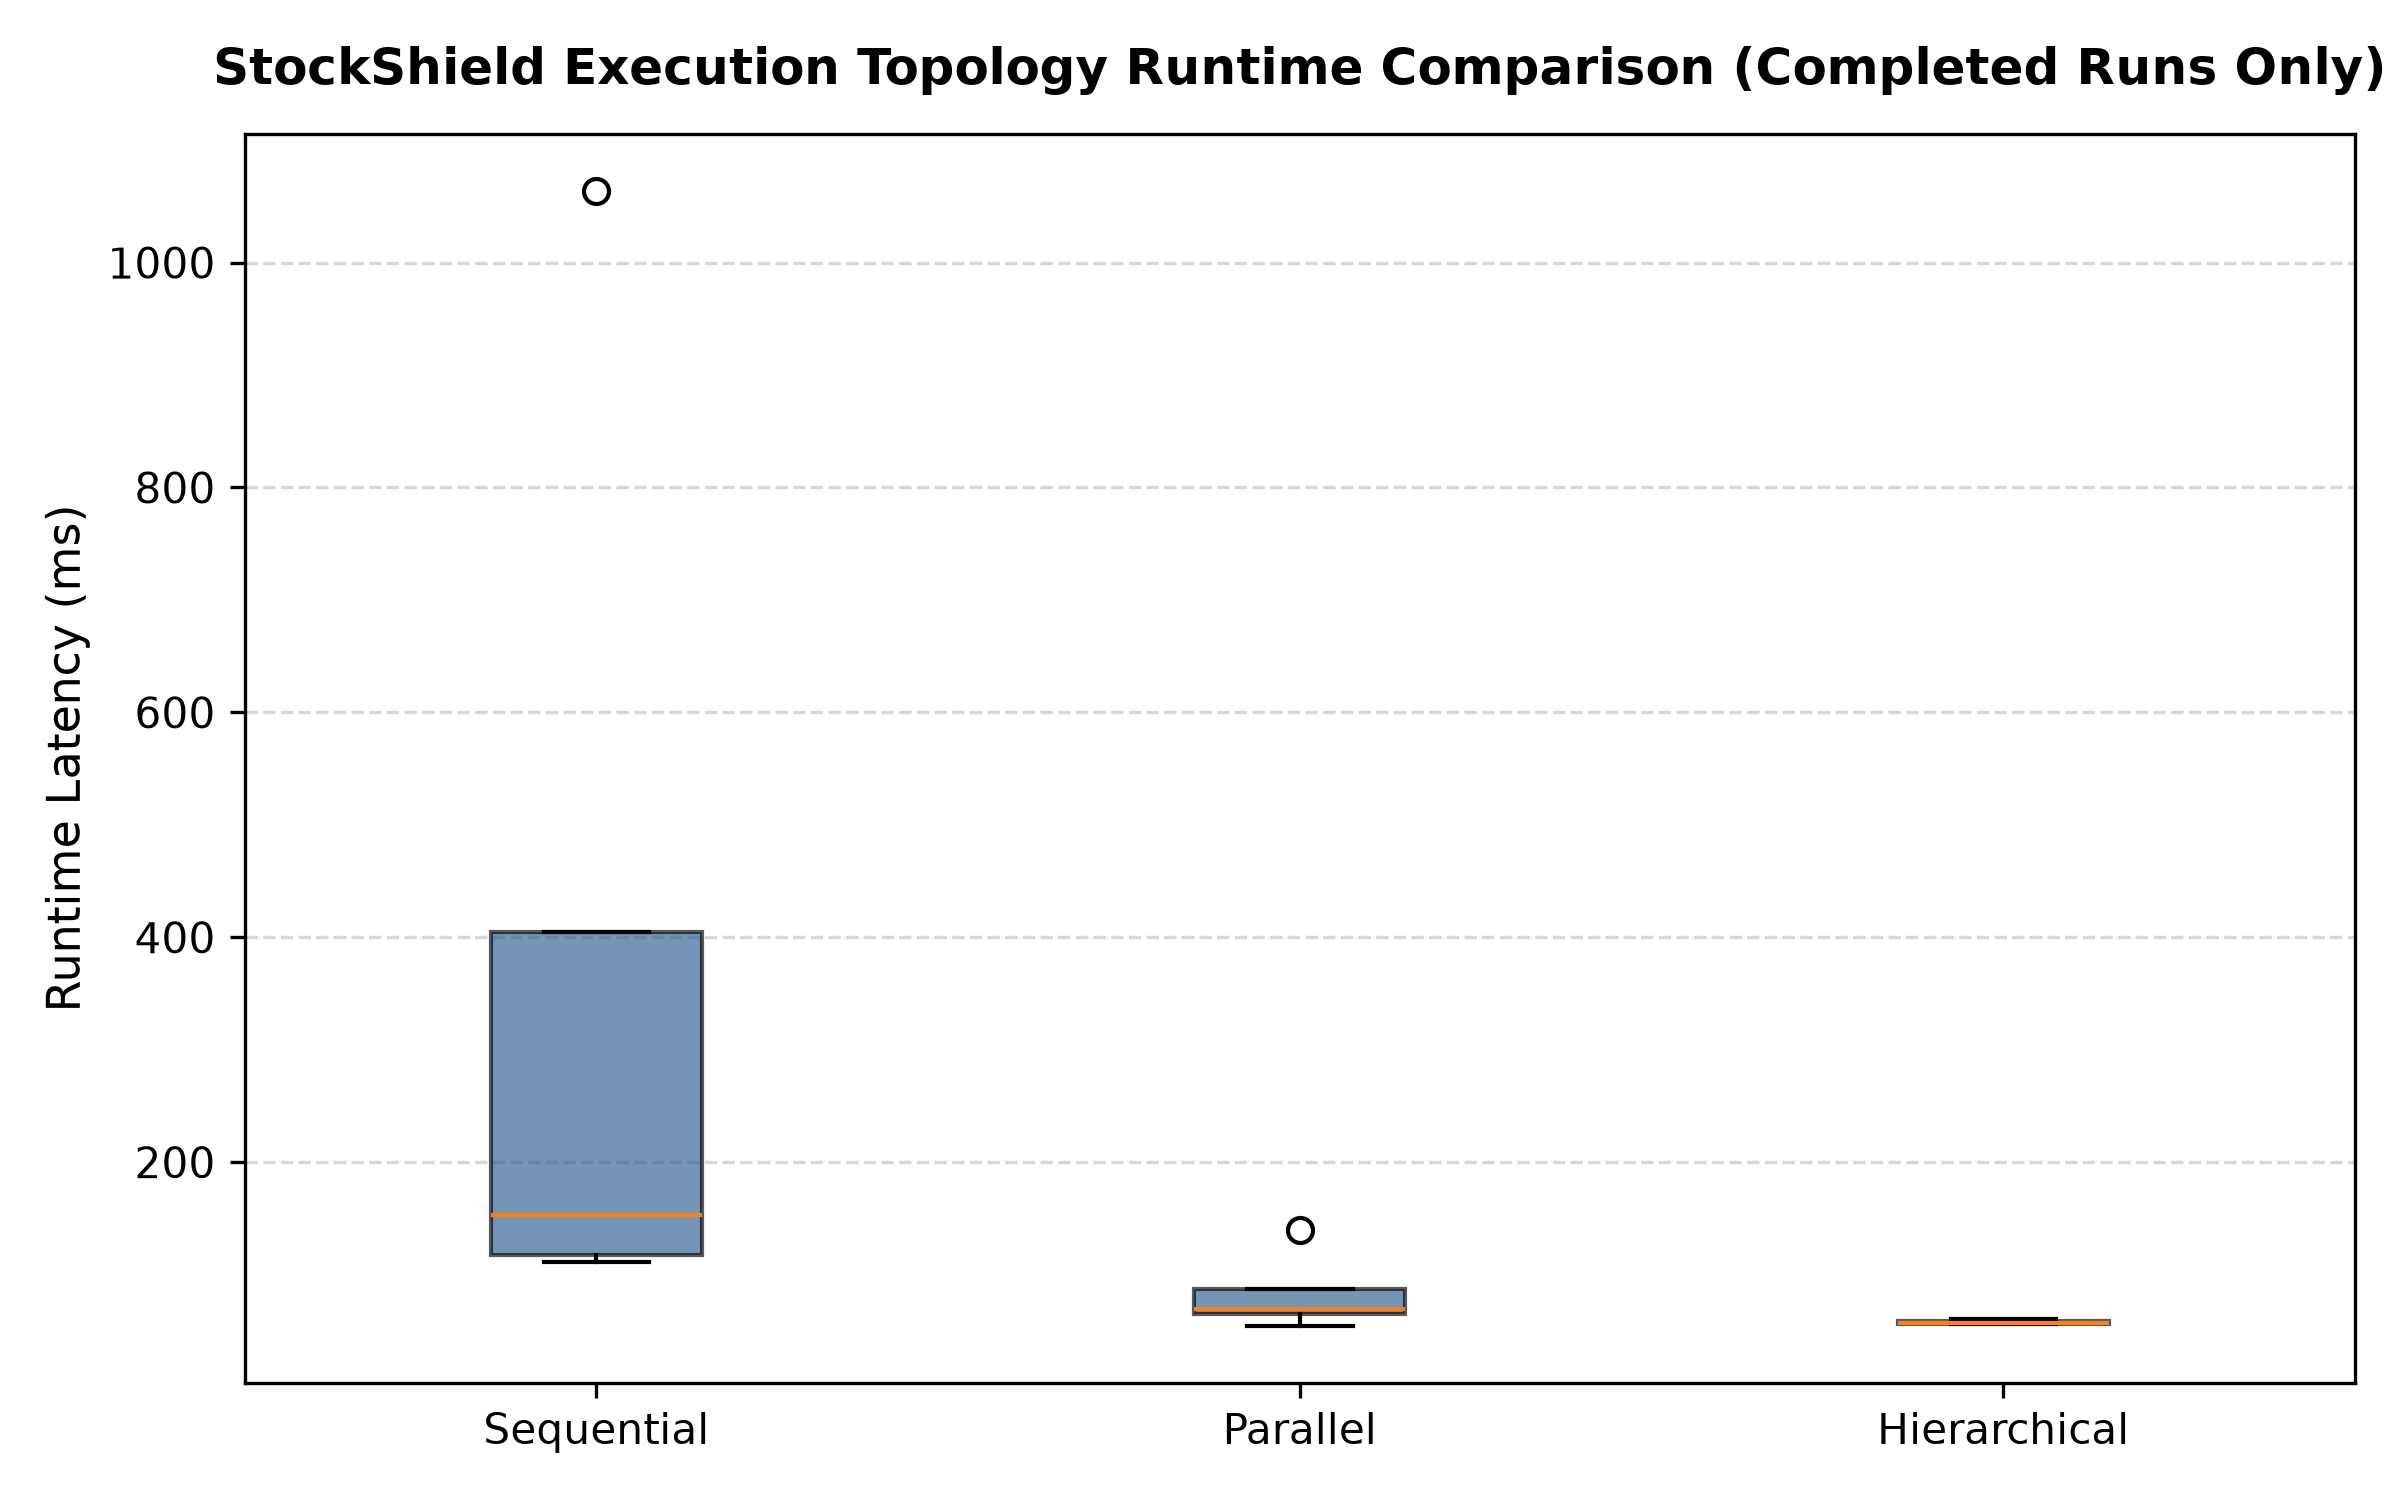 StockShield Execution Topology Runtime Comparison (Completed Runs Only)
Runtime Latency (ms)
1000
800
600
400
200
Sequential
Parallel
Hierarchical